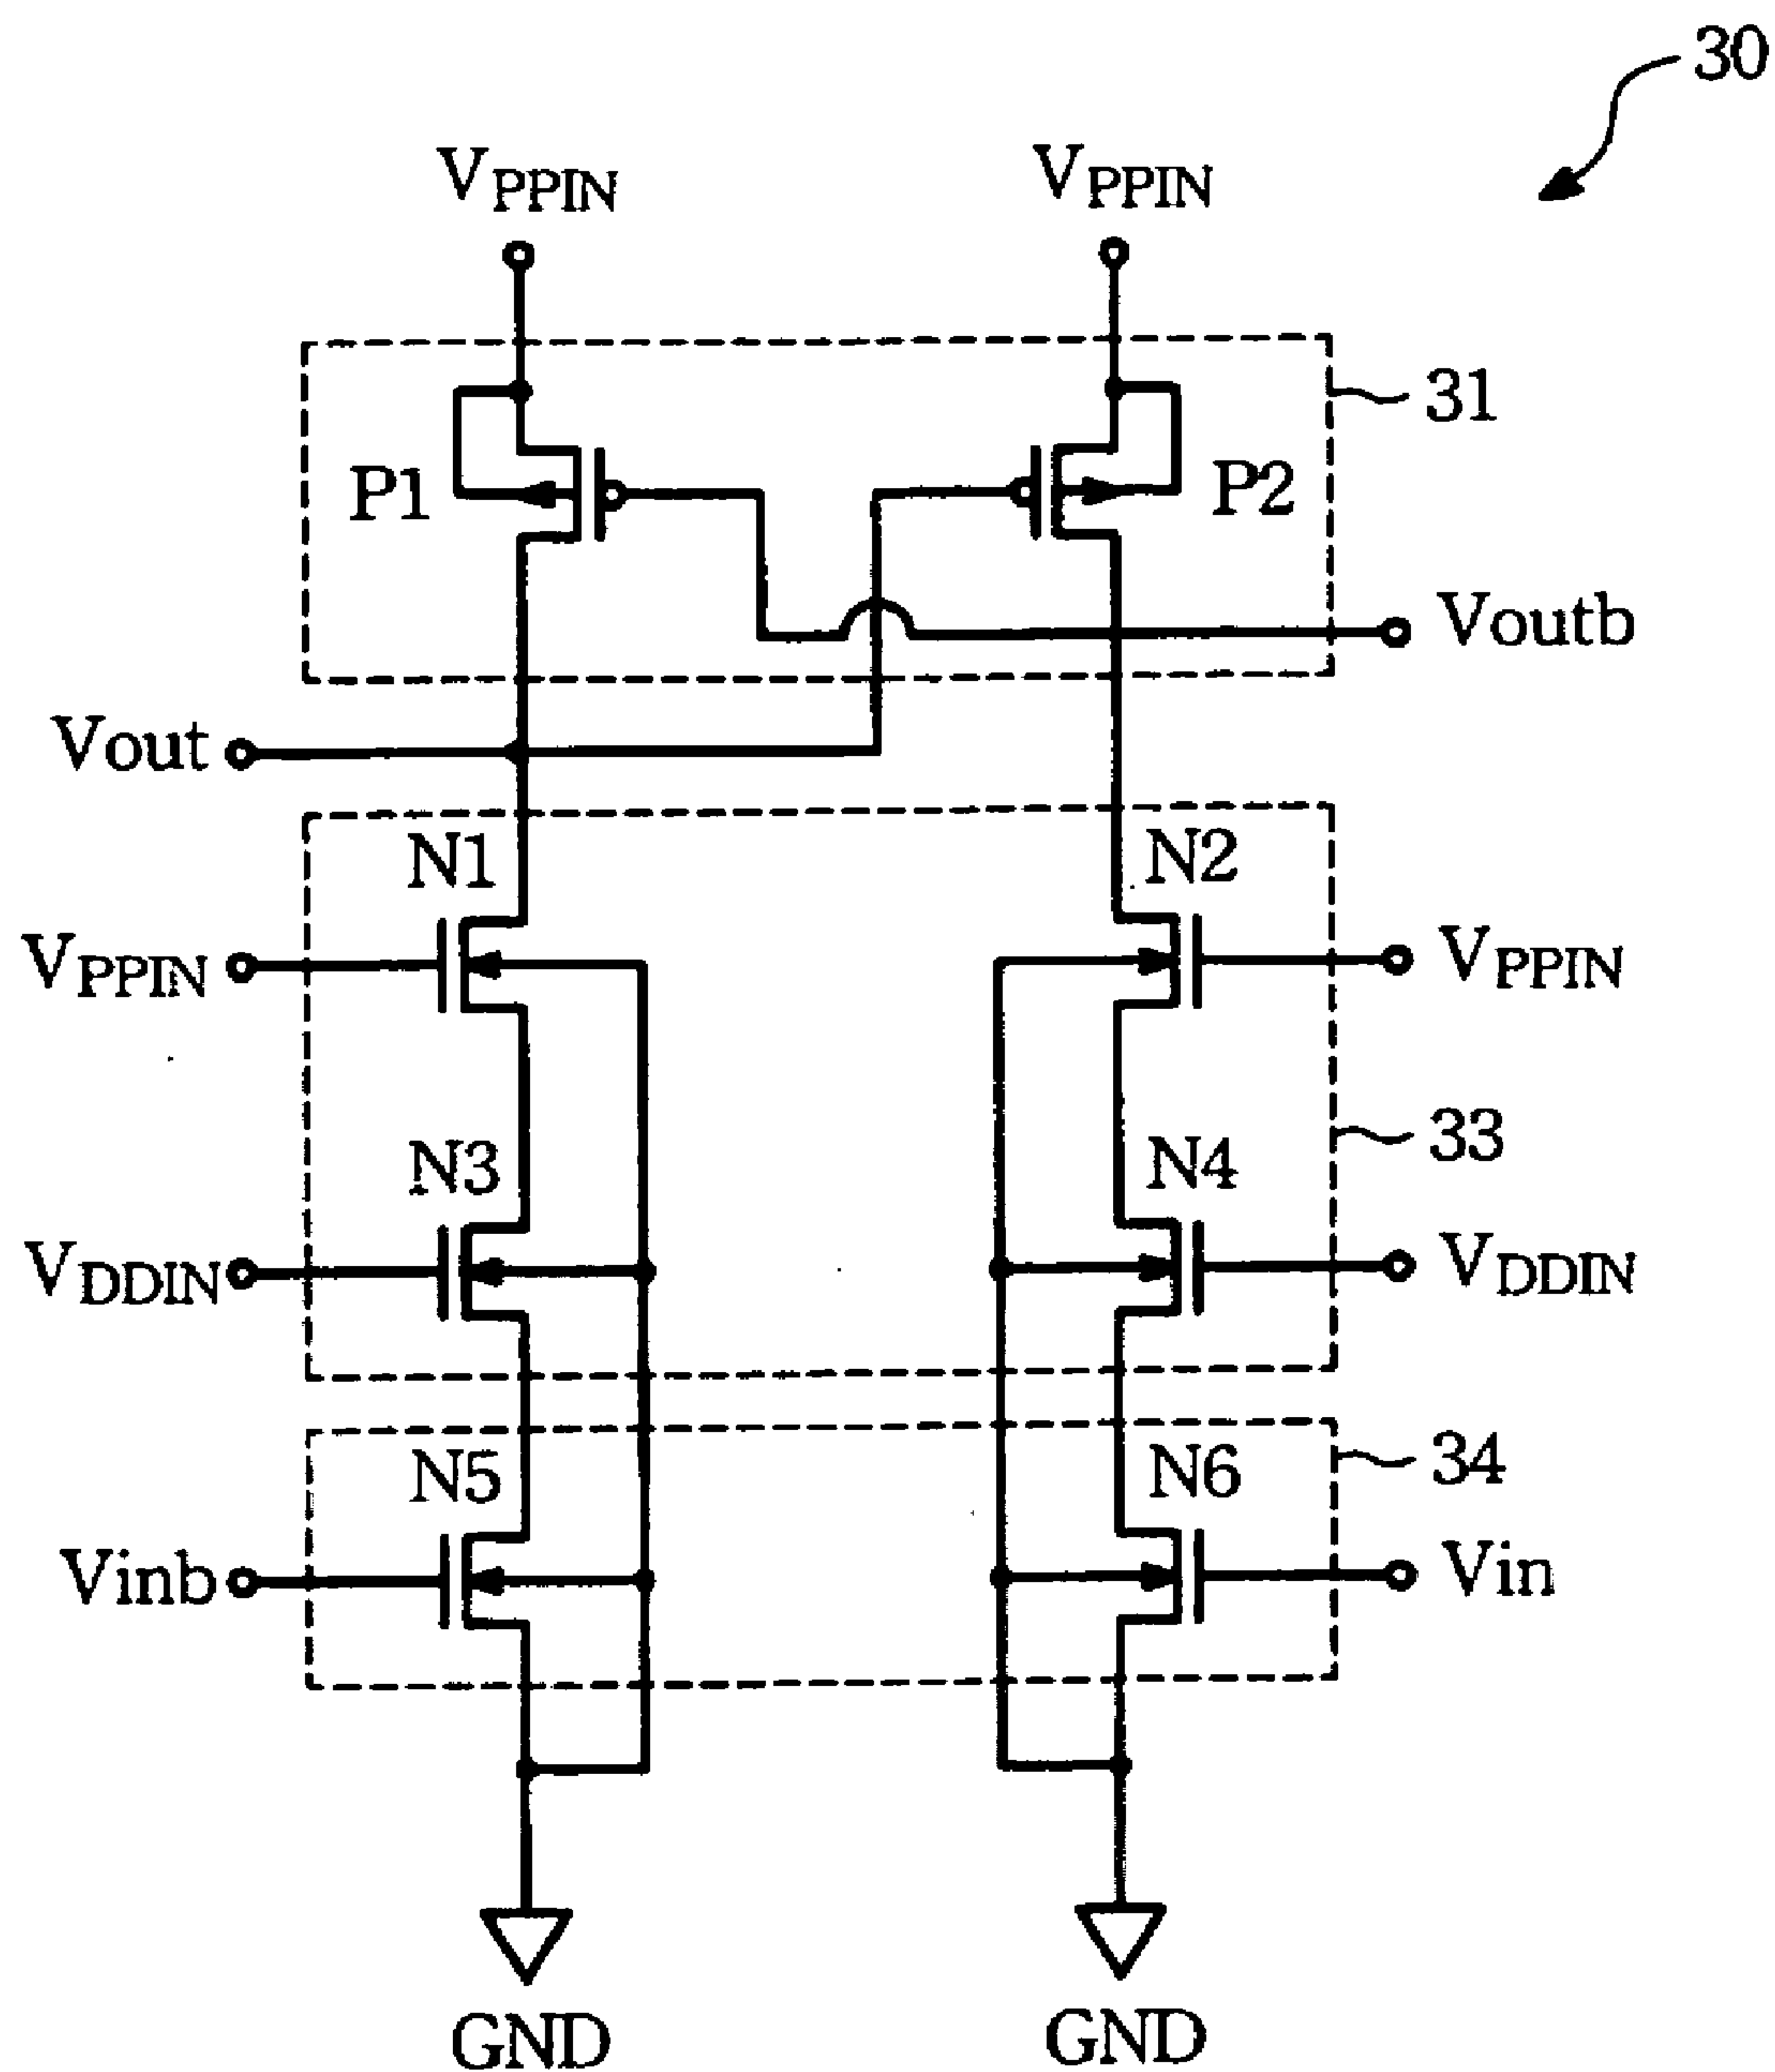 30
VPPIN VPPIN
31
P1 P2
Voutb
Vout
N1 N2
VPPIN VPPIN
33
N3 N4
VDDIN VDDIN
34
N5 N6
Vinb Vin
GND GND